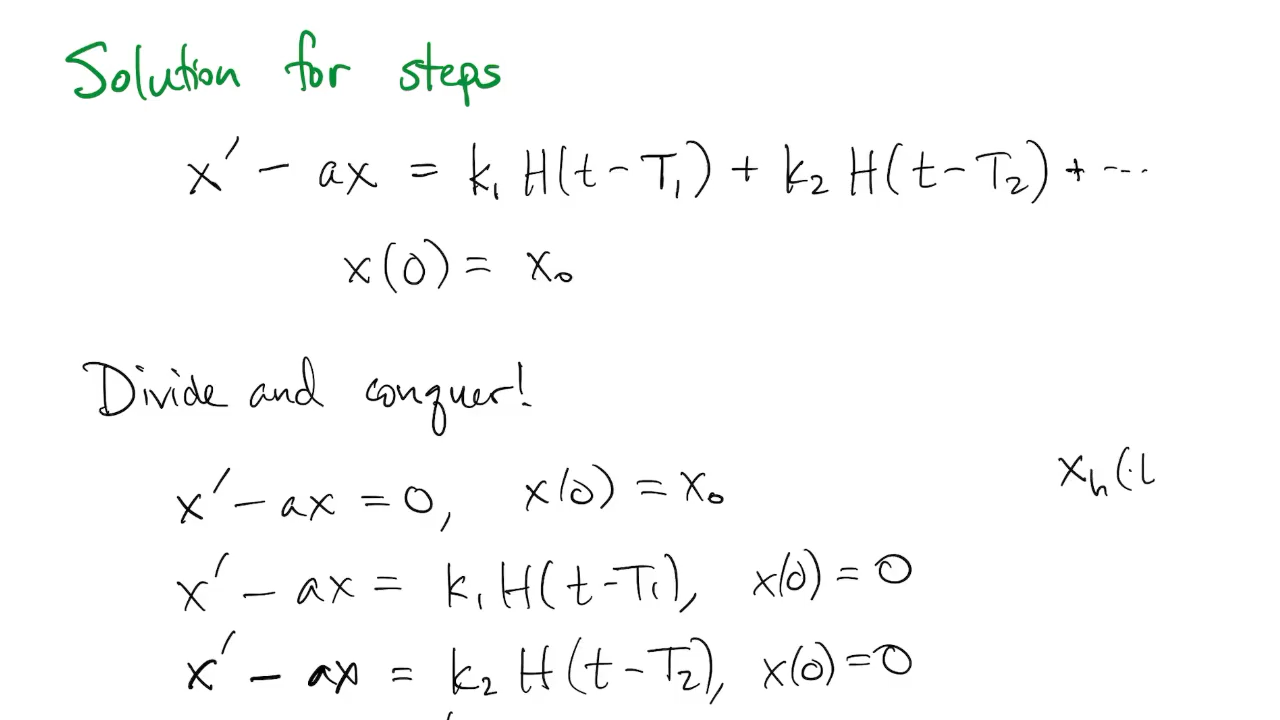 Solution for steps
x' - ax = k₁ H(t-T₁) + k₂ H(t-T₂) + ...
x(0) = x₀
Divide and conquer!
x' - ax = 0, x(0) = x₀
xₕ(t
x' - ax = k₁ H(t-T₁), x(0) = 0
x' - ax = k₂ H(t-T₂), x(0) = 0